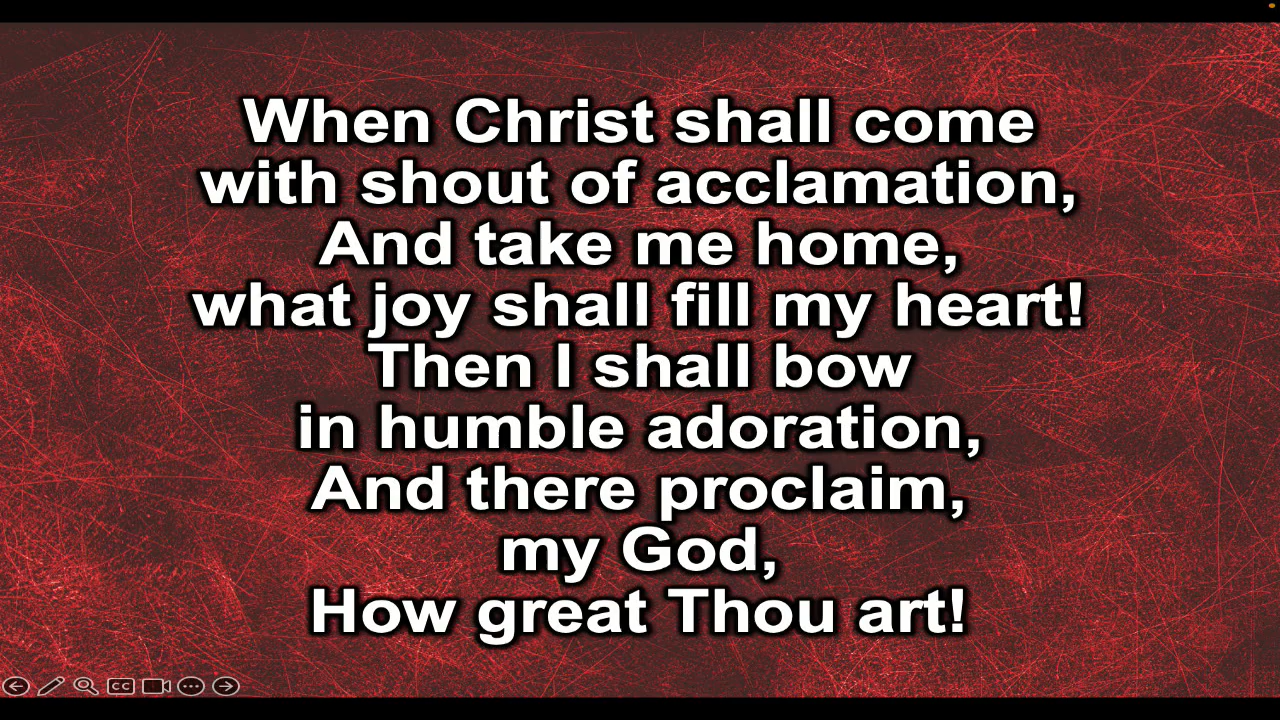 When Christ shall come
with shout of acclamation,
And take me home,
what joy shall fill my heart!
Then I shall bow
in humble adoration,
And there proclaim,
my God,
How great Thou art!
CC